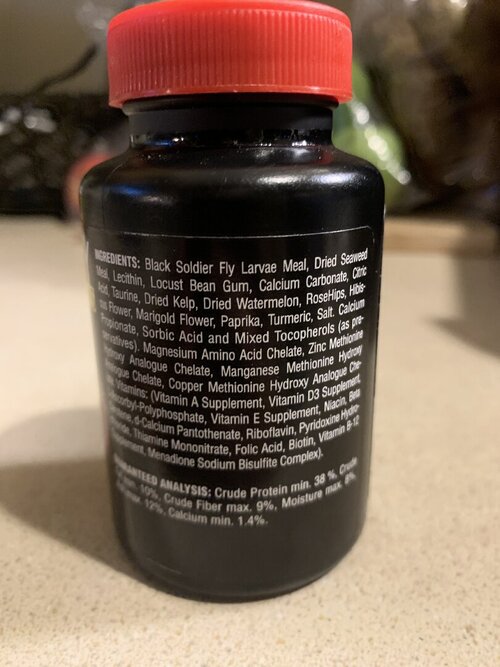 INGREDIENTS: Black Soldier Fly Larvae Meal, Dried Seaweed
Meal, Lecithin, Locust Bean Gum, Calcium Carbonate, Citric
Acid, Taurine, Dried Kelp, Dried Watermelon, RoseHips, Hibis-
cus Flower, Marigold Flower, Paprika, Turmeric, Salt. Calcium
Propionate, Sorbic Acid and Mixed Tocopherols (as pre-
servatives). Magnesium Amino Acid Chelate, Zinc Methionine
Hydroxy Analogue Chelate, Manganese Methionine Hydroxy
Analogue Chelate, Copper Methionine Hydroxy Analogue Che-
late, Vitamins: (Vitamin A Supplement, Vitamin D3 Supplement,
Ascorbyl-Polyphosphate, Vitamin E Supplement, Niacin, Beta
d-Calcium Pantothenate, Riboflavin, Pyridoxine Hydro-
Thiamine Mononitrate, Folic Acid, Biotin, Vitamin B-12
Supplement, Menadione Sodium Bisulfite Complex).
GUARANTEED ANALYSIS: Crude Protein min. 38 %, Crude
min. 10%, Crude Fiber max. 9%, Moisture max. 8%,
max. 12%, Calcium min. 1.4%.